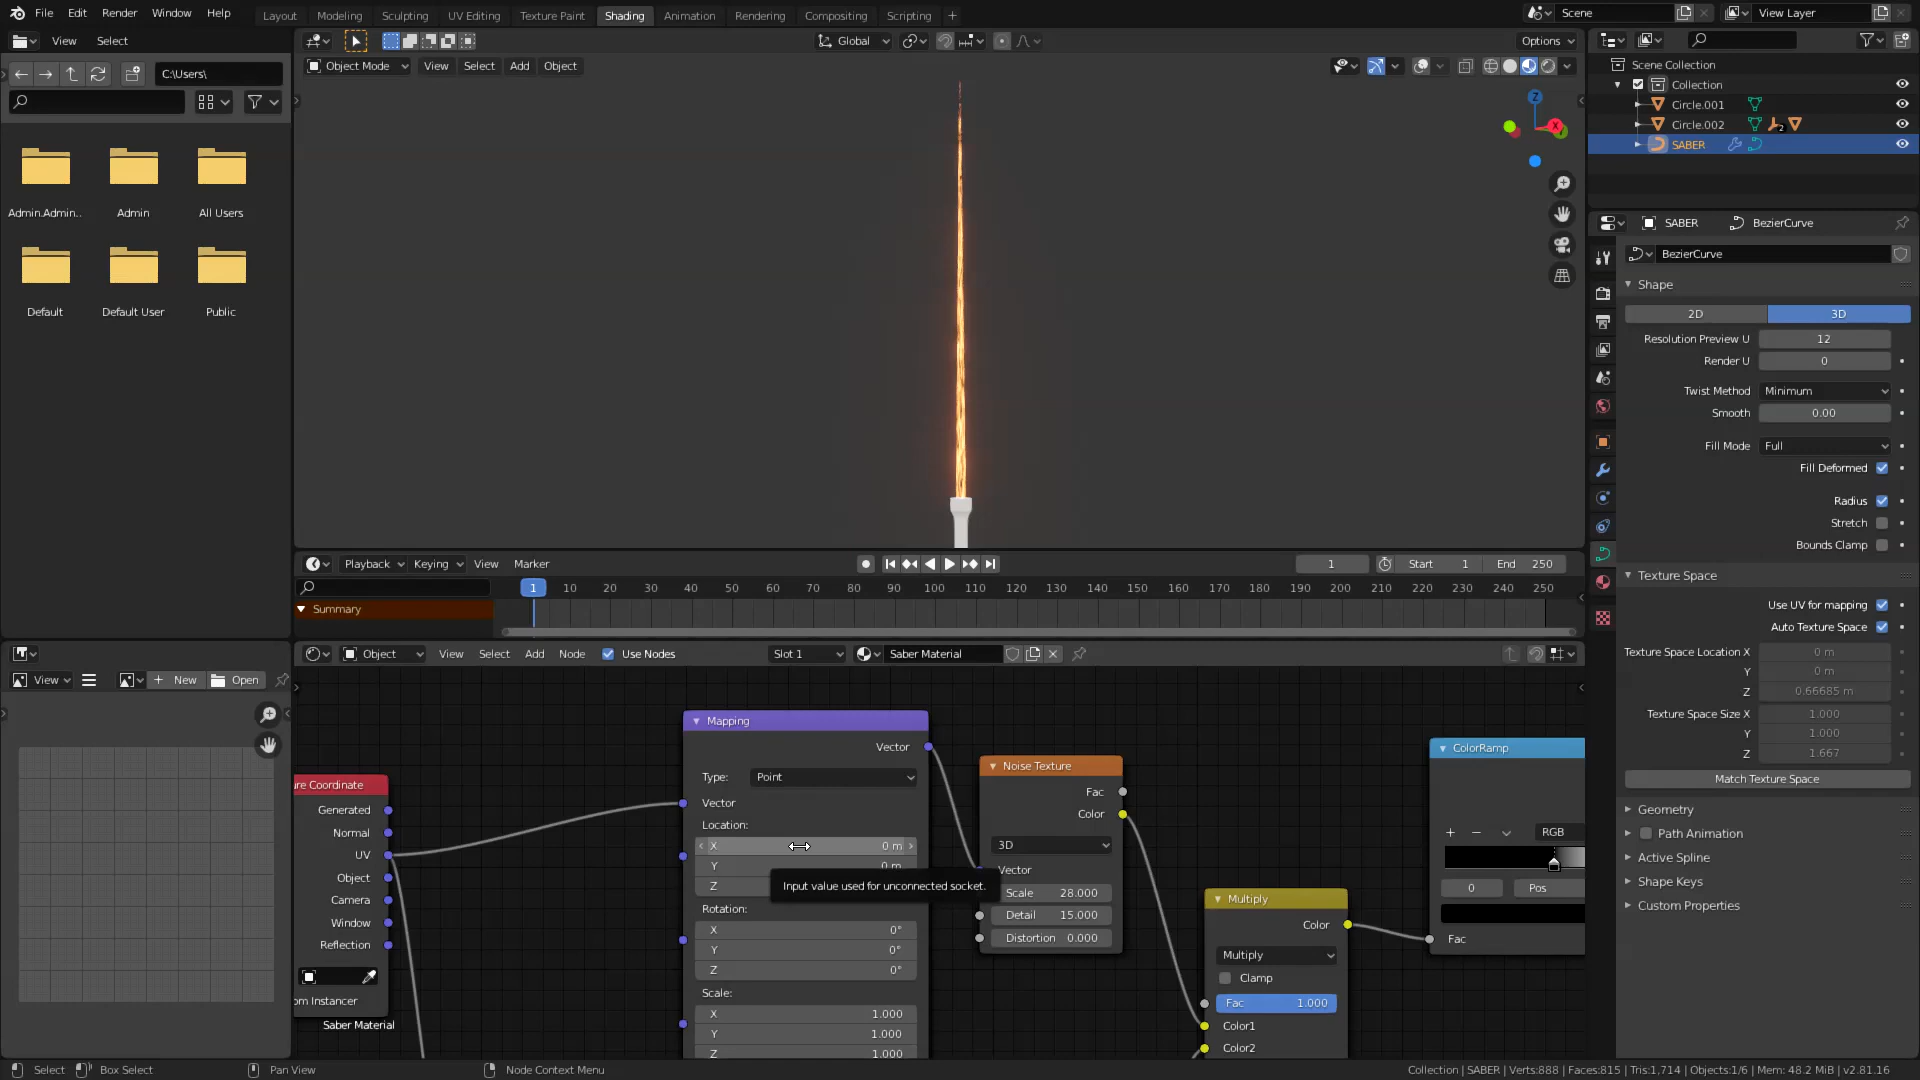 File Edit Render Window Help
Layout Modeling Sculpting UV Editing Texture Paint Shading Animation Rendering Compositing Scripting +
Scene
View Layer
View Select
Global
Options
C:\Users\
Object Mode View Select Add Object
Scene Collection
Collection
Circle.001
Circle.002
2
SABER
Z
X
Admin.Admin..
Admin
All Users
Default
Default User
Public
SABER
BezierCurve
BezierCurve
Shape
2D
3D
Resolution Preview U 12
Render U 0
Twist Method Minimum
Smooth 0.00
Fill Mode Full
Fill Deformed
Radius
Stretch
Bounds Clamp
Texture Space
Use UV for mapping
Auto Texture Space
Texture Space Location X 0 m
Y 0 m
Z 0.66685 m
Texture Space Size X 1.000
Y 1.000
Z 1.667
Match Texture Space
Geometry
Path Animation
Active Spline
Shape Keys
Custom Properties
Playback Keying View Marker
1
Start 1
End 250
1 10 20 30 40 50 60 70 80 90 100 110 120 130 140 150 160 170 180 190 200 210 220 230 240 250
Summary
View
New
Open
Object View Select Add Node Use Nodes
Slot 1
Saber Material
Mapping
Vector
Type: Point
Vector
Location:
X 0 m
Y 0 m
Z
Input value used for unconnected socket.
Rotation:
X 0°
Y 0°
Z 0°
Scale:
X 1.000
Y 1.000
Z 1.000
ure Coordinate
Generated
Normal
UV
Object
Camera
Window
Reflection
om Instancer
Saber Material
Noise Texture
Fac
Color
3D
Vector
Scale 28.000
Detail 15.000
Distortion 0.000
Multiply
Color
Multiply
Clamp
Fac 1.000
Color1
Color2
ColorRamp
+ − RGB
0 Pos
Fac
Select
Box Select
Pan View
Node Context Menu
Collection | SABER | Verts:888 | Faces:815 | Tris:1,714 | Objects:1/6 | Mem: 48.2 MiB | v2.81.16